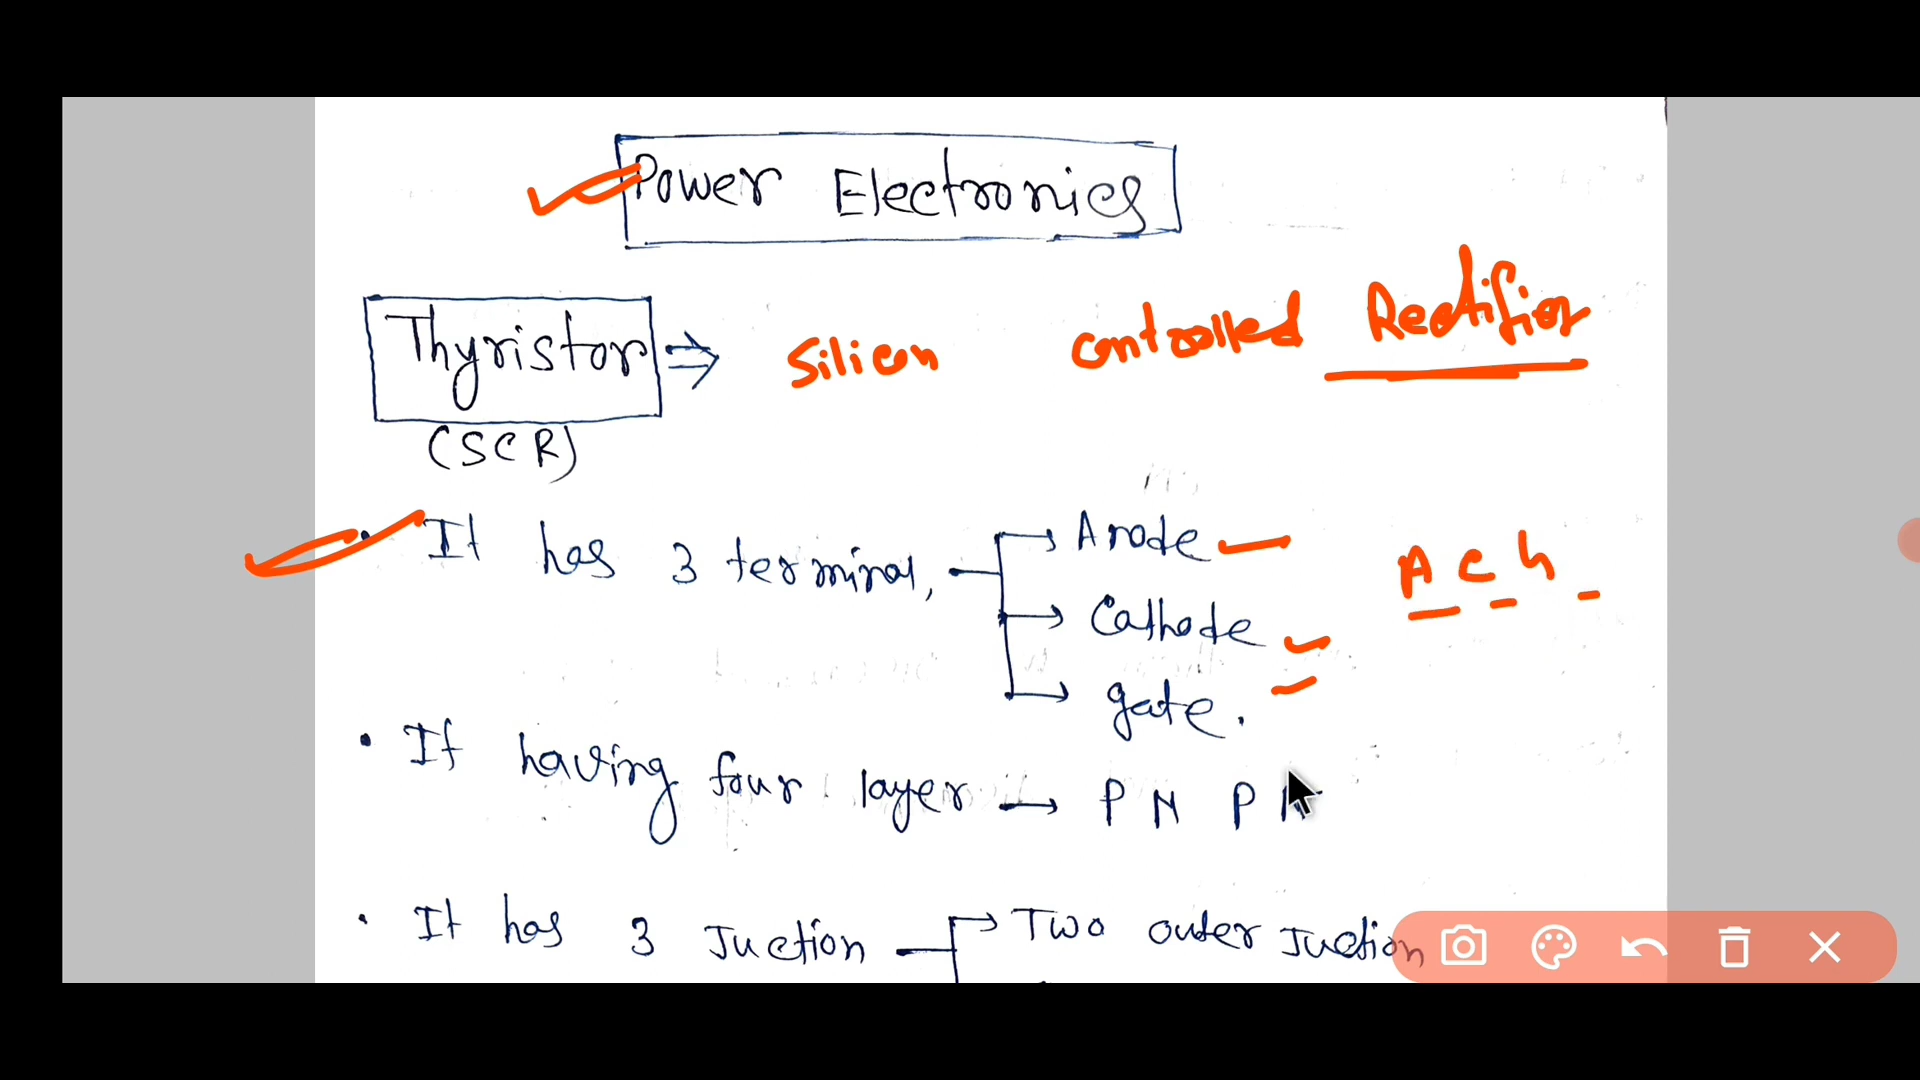 Power Electronics
Thyristor ⇒ Silicon controlled Rectifier
(SCR)
• It has 3 terminal, → Anode
→ Cathode
→ gate.
A C G
• It having four layer → P N P N
• It has 3 Juction → Two outer Juction